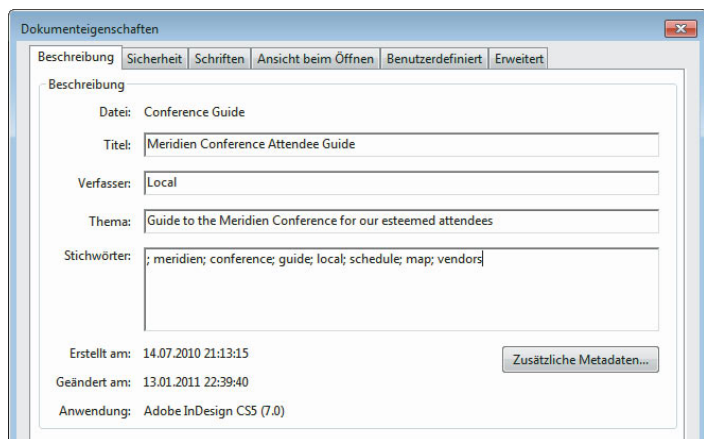 Dokumenteigenschaften
Beschreibung Sicherheit Schriften Ansicht beim Öffnen Benutzerdefiniert Erweitert
Beschreibung
Datei: Conference Guide
Titel: Meridien Conference Attendee Guide
Verfasser: Local
Thema: Guide to the Meridien Conference for our esteemed attendees
Stichwörter: ; meridien; conference; guide; local; schedule; map; vendors
Erstellt am: 14.07.2010 21:13:15
Zusätzliche Metadaten...
Geändert am: 13.01.2011 22:39:40
Anwendung: Adobe InDesign CS5 (7.0)